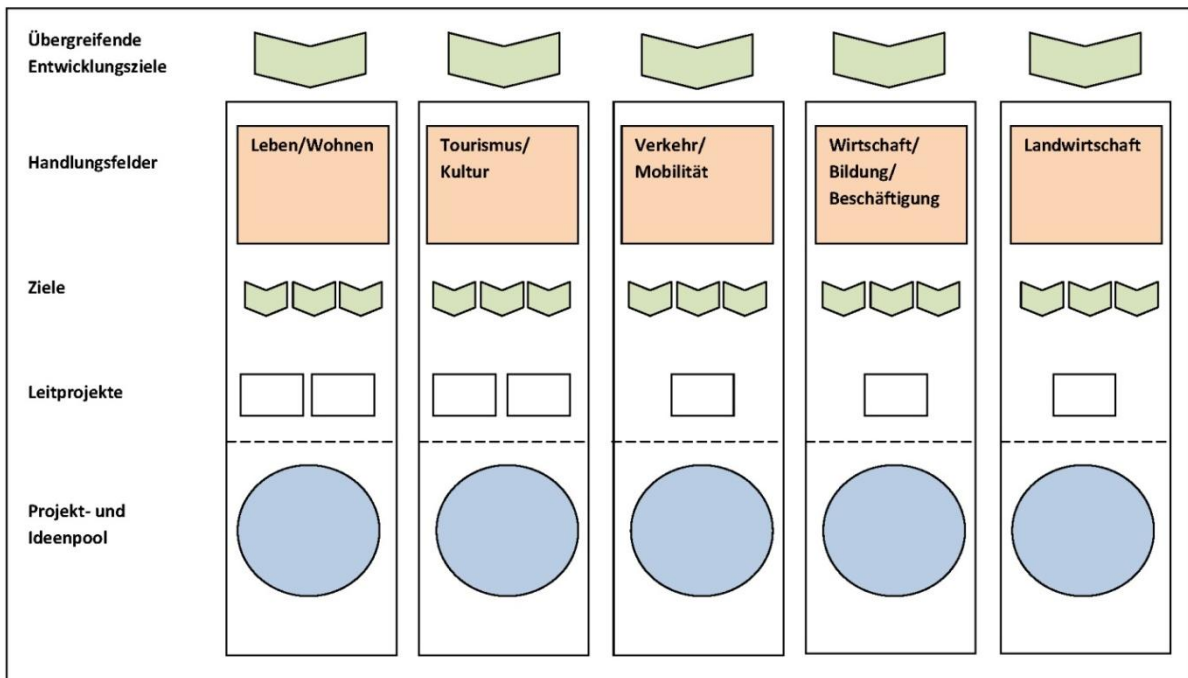 Übergreifende
Entwicklungsziele
Handlungsfelder
Leben/Wohnen
Tourismus/
Kultur
Verkehr/
Mobilität
Wirtschaft/
Bildung/
Beschäftigung
Landwirtschaft
Ziele
Leitprojekte
Projekt- und
Ideenpool